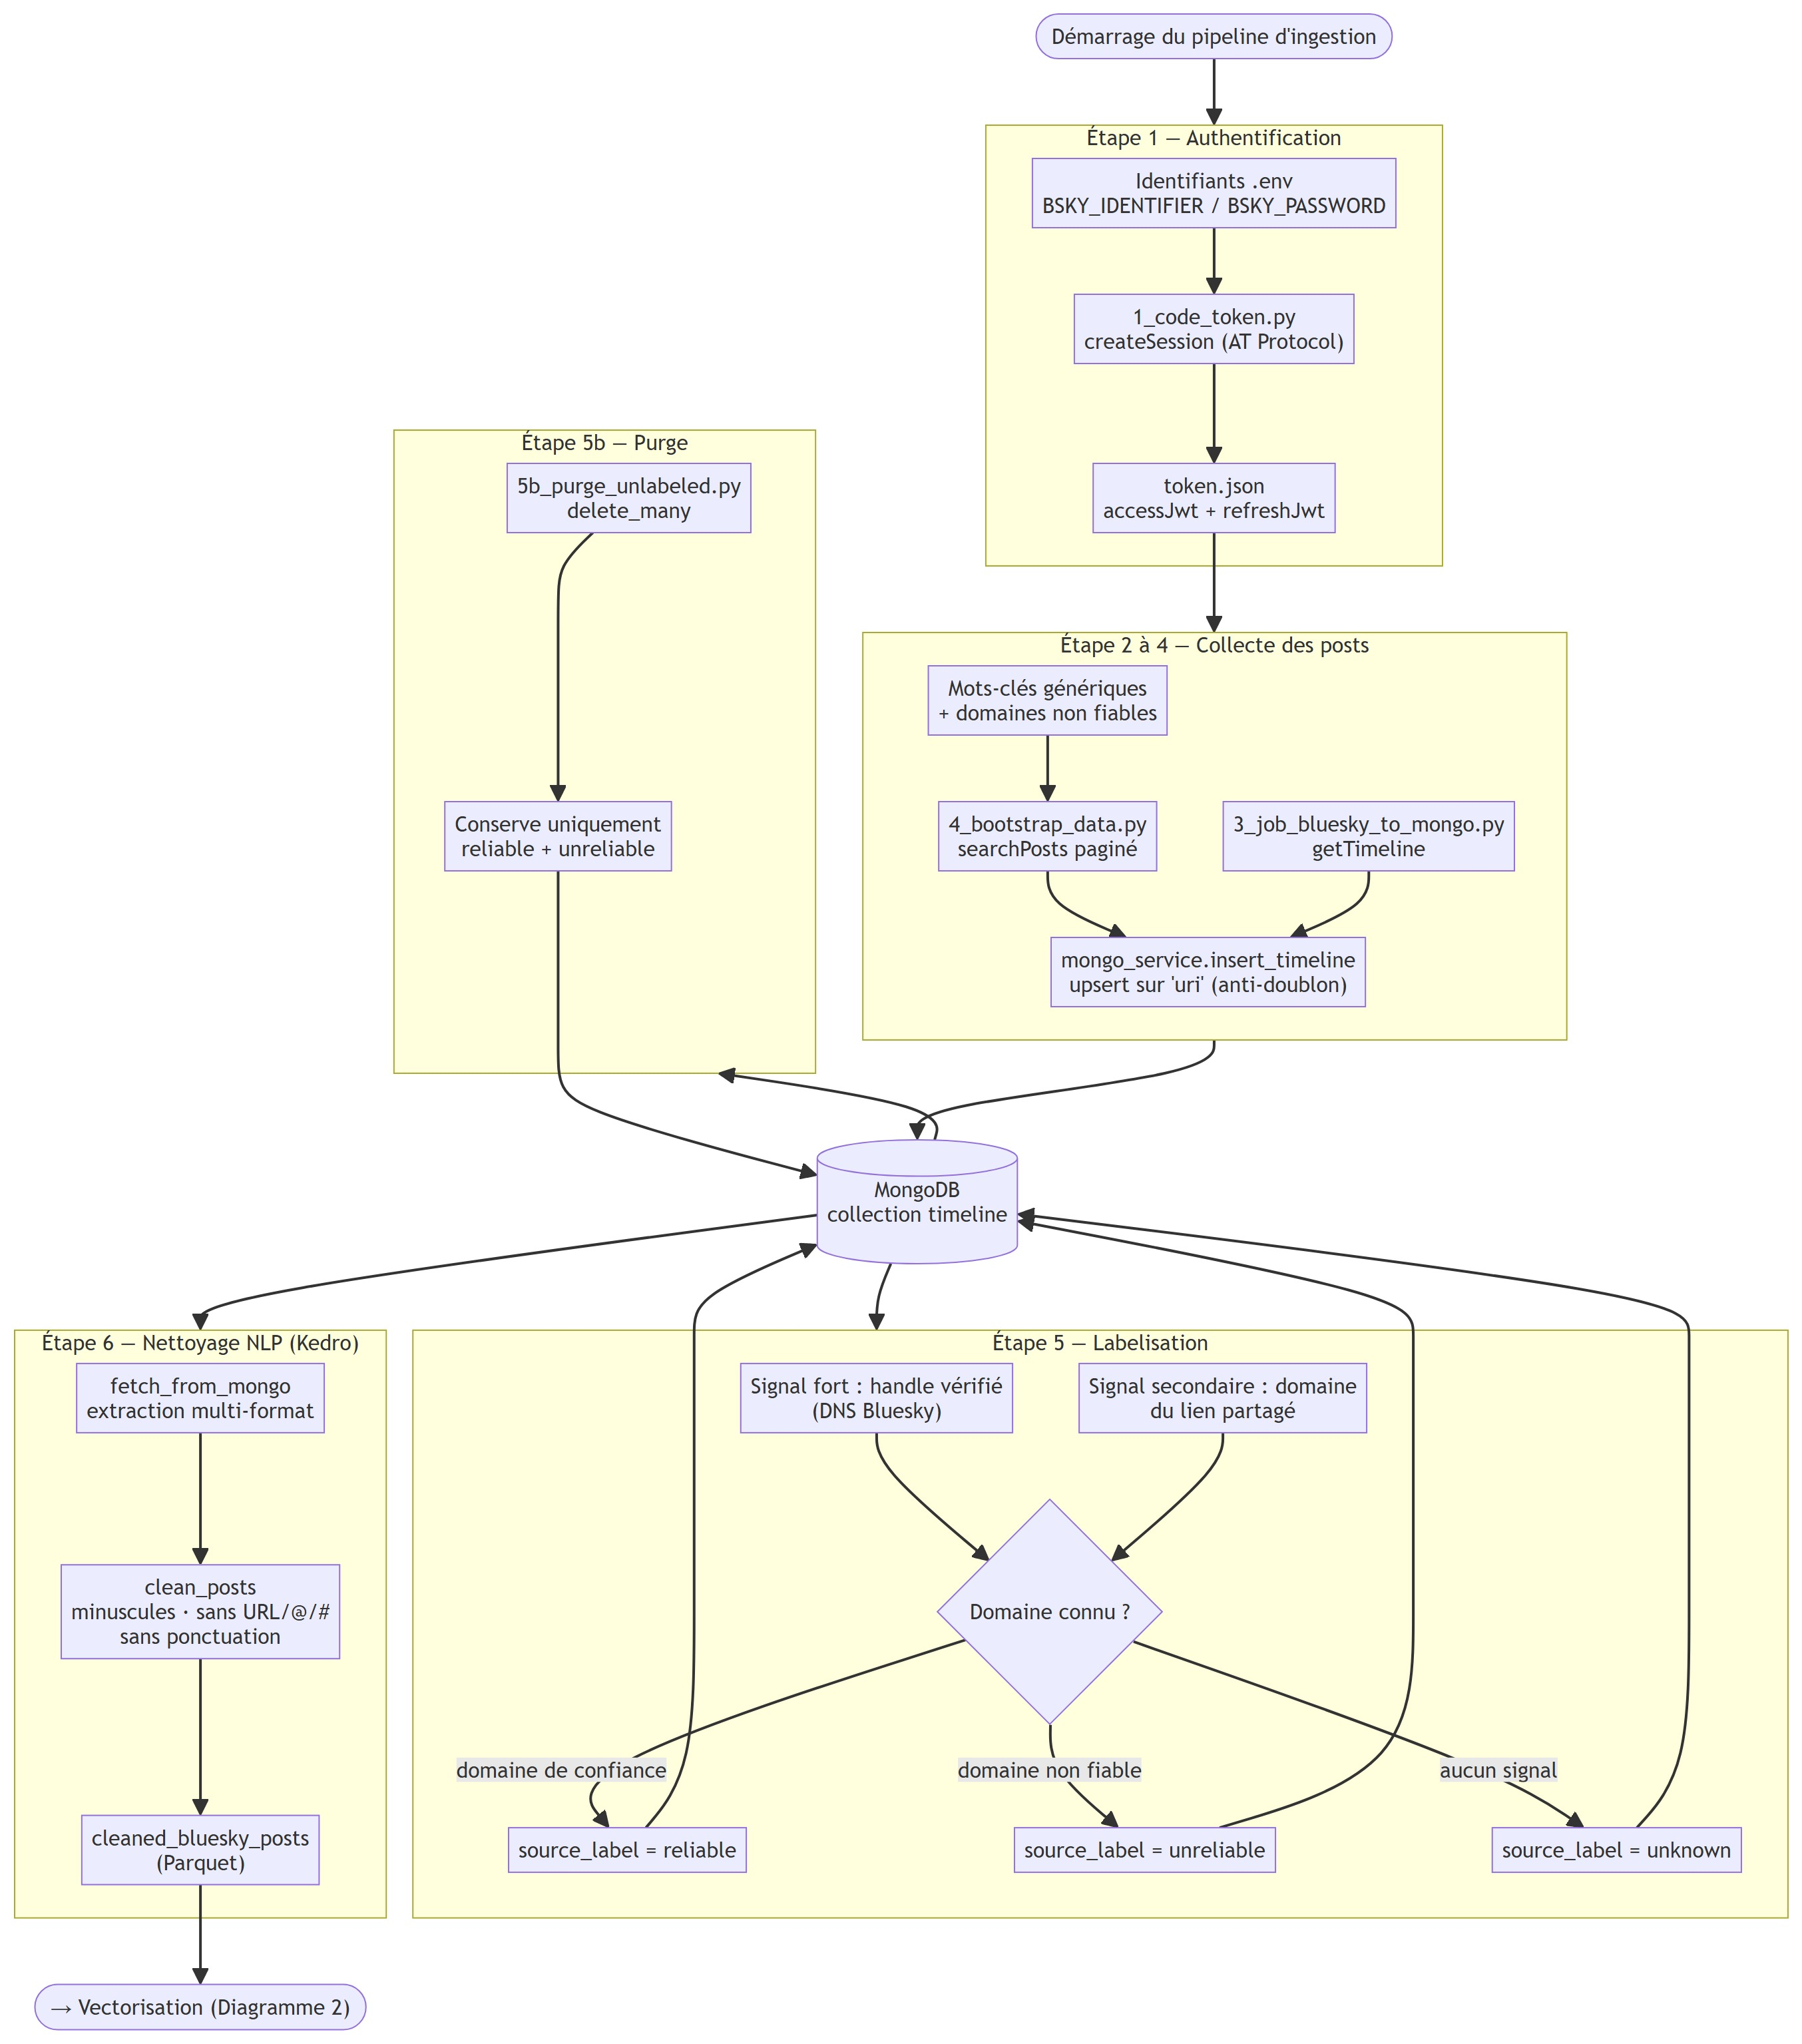 Démarrage du pipeline d'ingestion
Étape 1 — Authentification
Identifiants .env
BSKY_IDENTIFIER / BSKY_PASSWORD
1_code_token.py
createSession (AT Protocol)
token.json
accessJwt + refreshJwt
Étape 5b — Purge
5b_purge_unlabeled.py
delete_many
Conserve uniquement
reliable + unreliable
Étape 2 à 4 — Collecte des posts
Mots-clés génériques
+ domaines non fiables
4_bootstrap_data.py
searchPosts paginé
3_job_bluesky_to_mongo.py
getTimeline
mongo_service.insert_timeline
upsert sur 'uri' (anti-doublon)
MongoDB
collection timeline
Étape 6 — Nettoyage NLP (Kedro)
fetch_from_mongo
extraction multi-format
clean_posts
minuscules · sans URL/@/#
sans ponctuation
cleaned_bluesky_posts
(Parquet)
→ Vectorisation (Diagramme 2)
Étape 5 — Labelisation
Signal fort : handle vérifié
(DNS Bluesky)
Signal secondaire : domaine
du lien partagé
Domaine connu ?
domaine de confiance
domaine non fiable
aucun signal
source_label = reliable
source_label = unreliable
source_label = unknown